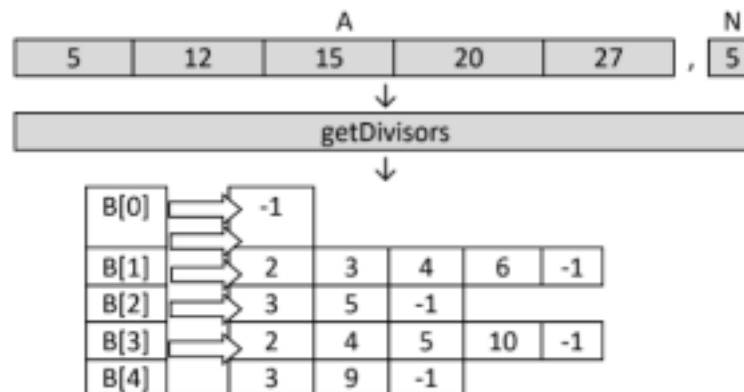 A N
5 12 15 20 27 , 5
getDivisors
B[0] -1
B[1] 2 3 4 6 -1
B[2] 3 5 -1
B[3] 2 4 5 10 -1
B[4] 3 9 -1